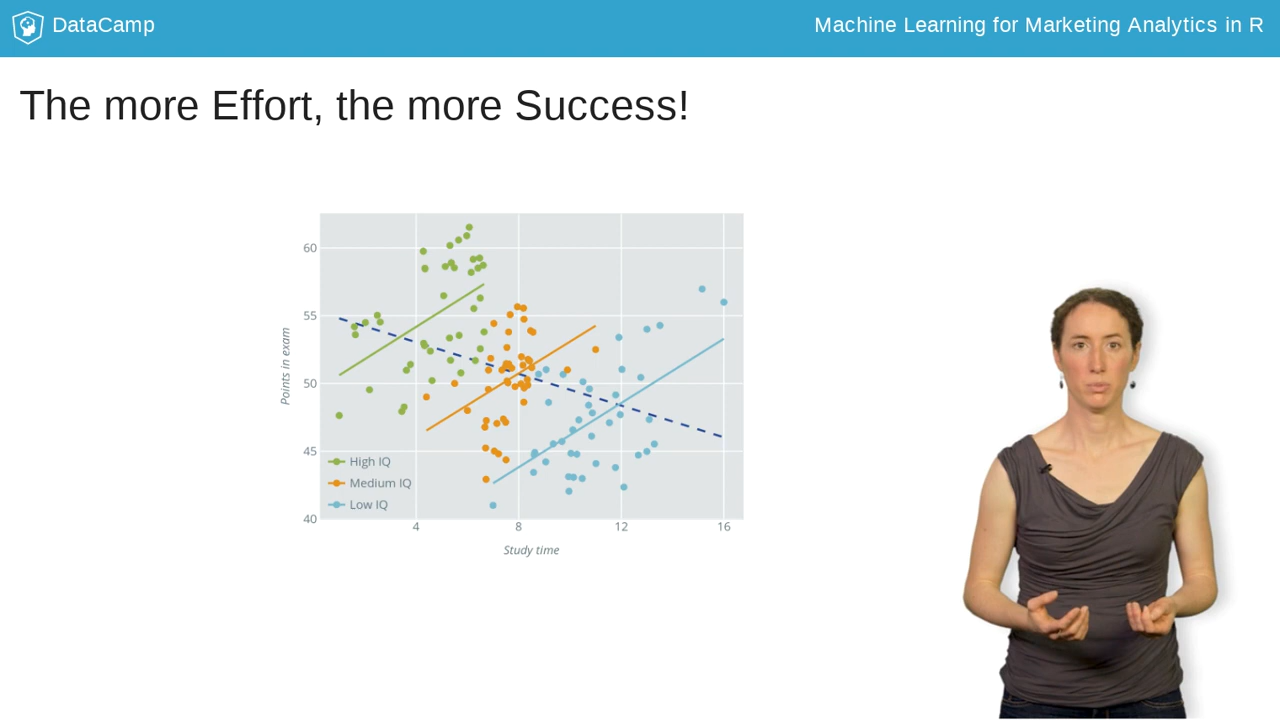 DataCamp
Machine Learning for Marketing Analytics in R
The more Effort, the more Success!
60
55
50
45
40
Points in exam
High IQ
Medium IQ
Low IQ
4 8 12 16
Study time